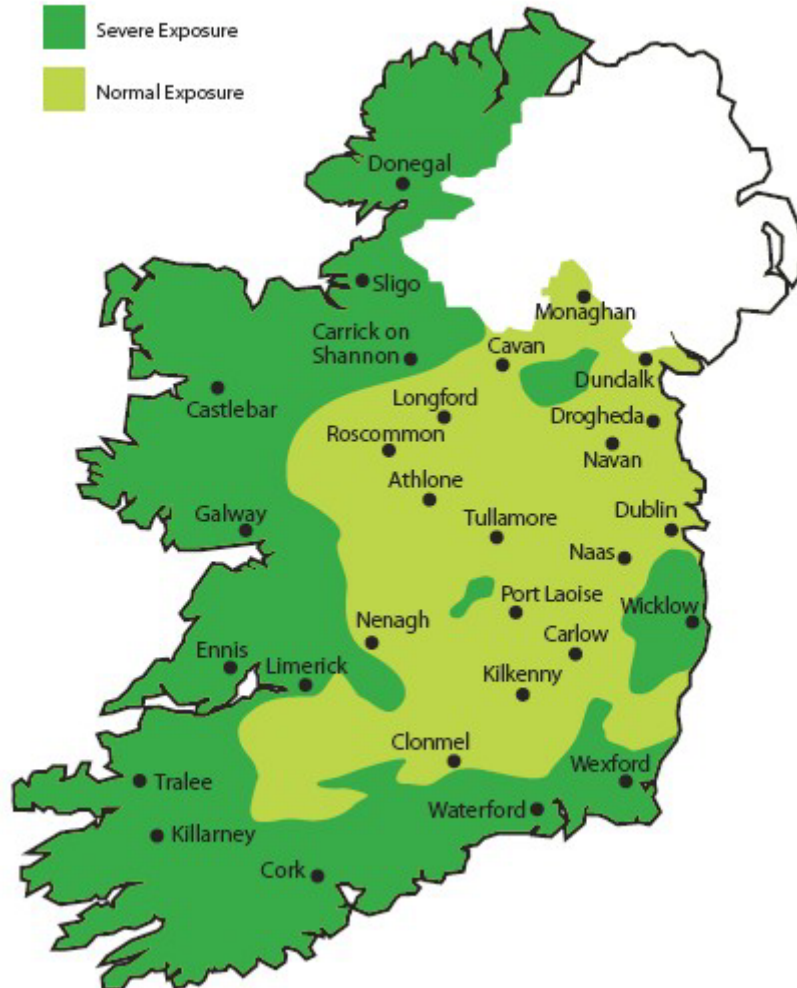 Severe Exposure
Normal Exposure
Donegal
Sligo
Monaghan
Carrick on
Shannon
Cavan
Dundalk
Castlebar
Longford
Drogheda
Roscommon
Navan
Athlone
Galway
Tullamore
Dublin
Naas
Port Laoise
Wicklow
Nenagh
Carlow
Ennis
Limerick
Kilkenny
Clonmel
Wexford
Tralee
Waterford
Killarney
Cork